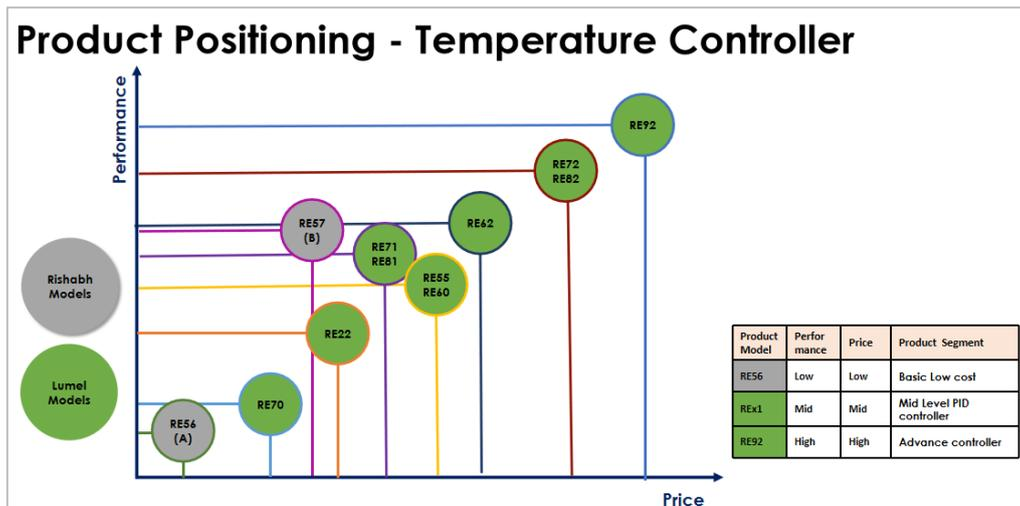 Product Positioning - Temperature Controller
Performance
RE92
RE72
RE82
RE57
(B)
RE62
RE71
RE81
RE55
RE60
Rishabh
Models
RE22
Lumel
Models
RE70
RE56
(A)
Price
Product
Model
Perfor
mance
Price
Product Segment
RE56
Low
Low
Basic Low cost
REx1
Mid
Mid
Mid Level PID
controller
RE92
High
High
Advance controller